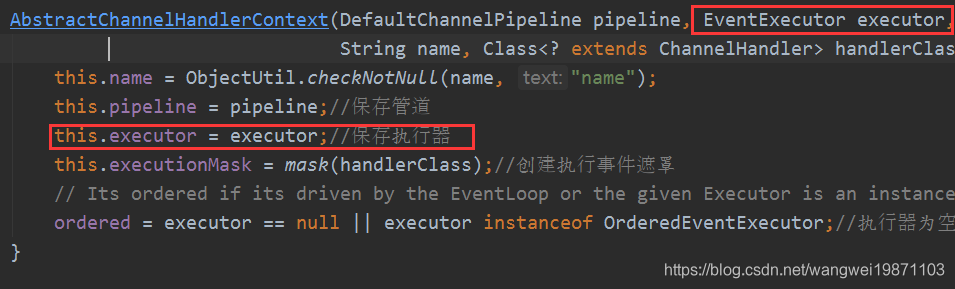 AbstractChannelHandlerContext(DefaultChannelPipeline pipeline, EventExecutor executor,
String name, Class<? extends ChannelHandler> handlerClas
this.name = ObjectUtil.checkNotNull(name, text: "name");
this.pipeline = pipeline;//保存管道
this.executor = executor;//保存执行器
this.executionMask = mask(handlerClass);//创建执行事件遮罩
// Its ordered if its driven by the EventLoop or the given Executor is an instance
ordered = executor == null || executor instanceof OrderedEventExecutor;//执行器为空
}
https://blog.csdn.net/wangwei19871103